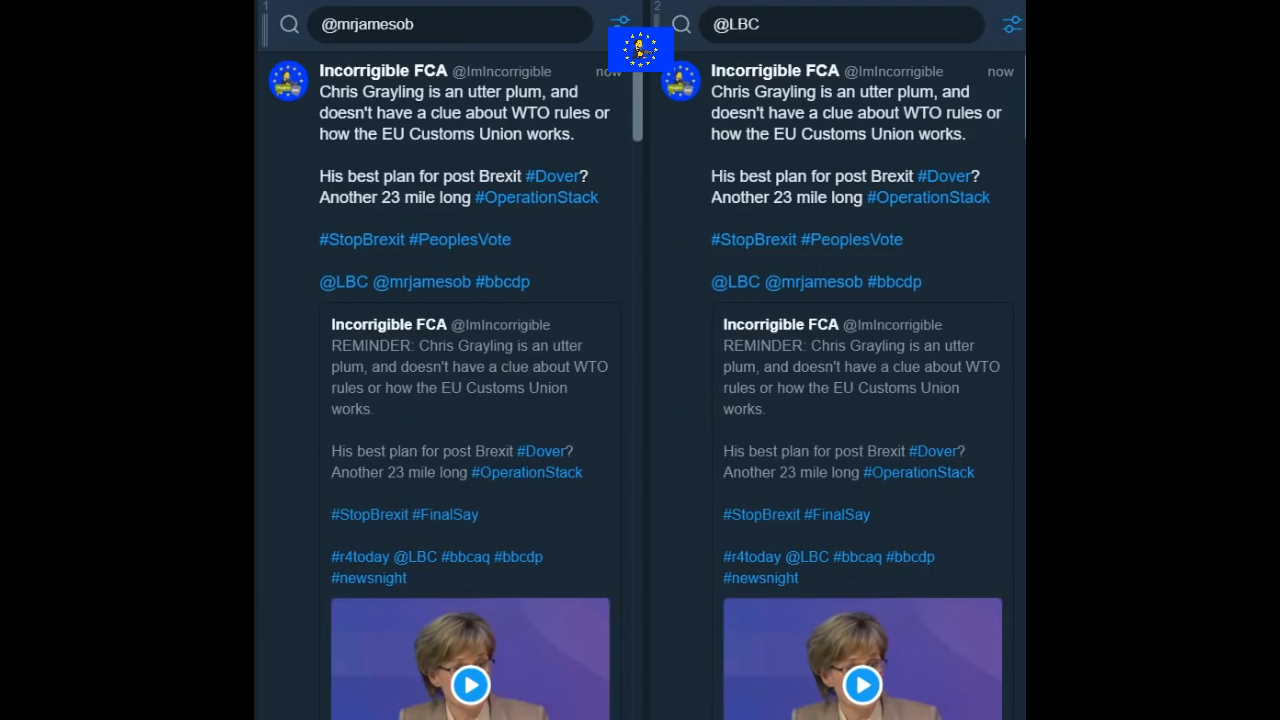 1
@mrjamesob
Incorrigible FCA @ImIncorrigible now
Chris Grayling is an utter plum, and
doesn't have a clue about WTO rules or
how the EU Customs Union works.
His best plan for post Brexit #Dover?
Another 23 mile long #OperationStack
#StopBrexit #PeoplesVote
@LBC @mrjamesob #bbcdp
Incorrigible FCA @ImIncorrigible
REMINDER: Chris Grayling is an utter
plum, and doesn't have a clue about WTO
rules or how the EU Customs Union
works.
His best plan for post Brexit #Dover?
Another 23 mile long #OperationStack
#StopBrexit #FinalSay
#r4today @LBC #bbcaq #bbcdp
#newsnight
2
@LBC
Incorrigible FCA @ImIncorrigible now
Chris Grayling is an utter plum, and
doesn't have a clue about WTO rules or
how the EU Customs Union works.
His best plan for post Brexit #Dover?
Another 23 mile long #OperationStack
#StopBrexit #PeoplesVote
@LBC @mrjamesob #bbcdp
Incorrigible FCA @ImIncorrigible
REMINDER: Chris Grayling is an utter
plum, and doesn't have a clue about WTO
rules or how the EU Customs Union
works.
His best plan for post Brexit #Dover?
Another 23 mile long #OperationStack
#StopBrexit #FinalSay
#r4today @LBC #bbcaq #bbcdp
#newsnight